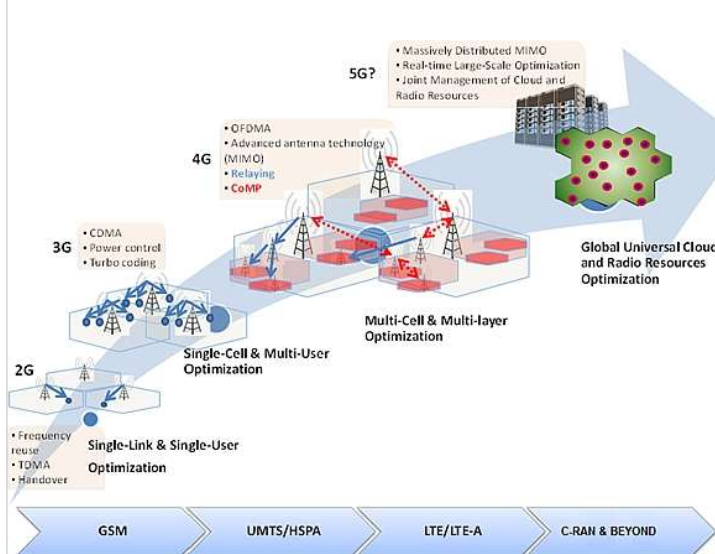 5G?
• Massively Distributed MIMO
• Real-time Large-Scale Optimization
• Joint Management of Cloud and
Radio Resources
4G
• OFDMA
• Advanced antenna technology
(MIMO)
• Relaying
• CoMP
3G
• CDMA
• Power control
• Turbo coding
Global Universal Cloud
and Radio Resources
Optimization
Multi-Cell & Multi-layer
Optimization
Single-Cell & Multi-User
Optimization
2G
• Frequency
reuse
• TDMA
• Handover
Single-Link & Single-User
Optimization
GSM
UMTS/HSPA
LTE/LTE-A
C-RAN & BEYOND